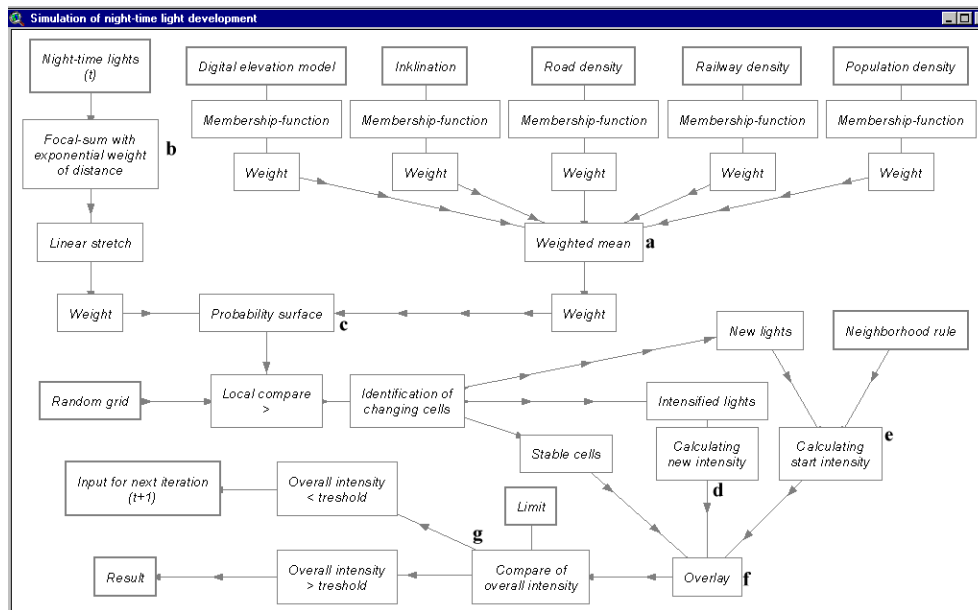 Simulation of night-time light development
Night-time lights
(t)
Digital elevation model
Inklination
Road density
Railway density
Population density
Membership-function
Membership-function
Membership-function
Membership-function
Membership-function
Focal-sum with
exponential weight
of distance
b
Weight
Weight
Weight
Weight
Weight
Linear stretch
Weighted mean
a
Weight
Probability surface
c
Weight
New lights
Neighborhood rule
Random grid
Local compare
>
Identification of
changing cells
Intensified lights
Stable cells
Calculating
new intensity
d
Calculating
start intensity
e
Input for next iteration
(t+1)
Overall intensity
< treshold
Limit
g
Result
Overall intensity
> treshold
Compare of
overall intensity
Overlay
f